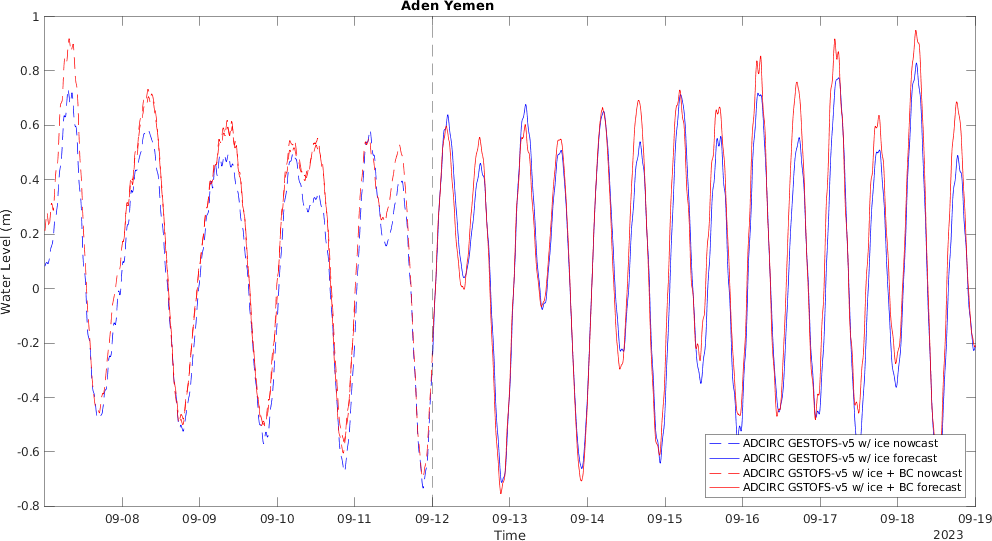 Aden Yemen
Water Level (m)
1
0.8
0.6
0.4
0.2
0
-0.2
-0.4
-0.6
-0.8
ADCIRC GESTOFS-v5 w/ ice nowcast
ADCIRC GESTOFS-v5 w/ ice forecast
ADCIRC GSTOFS-v5 w/ ice + BC nowcast
ADCIRC GSTOFS-v5 w/ ice + BC forecast
09-08 09-09 09-10 09-11 09-12 09-13 09-14 09-15 09-16 09-17 09-18 09-19
Time
2023